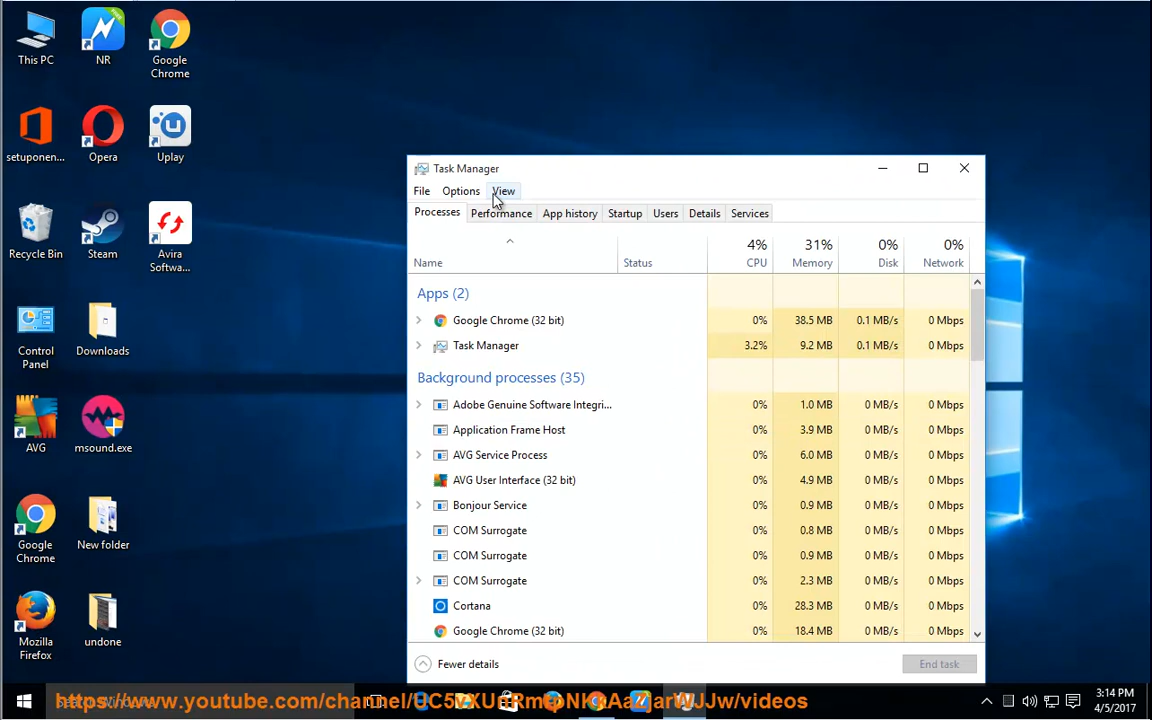 This PC
NR
Google Chrome
setuponen...
Opera
Uplay
Recycle Bin
Steam
Avira Softwa...
Control Panel
Downloads
AVG
msound.exe
Google Chrome
New folder
Mozilla Firefox
undone
Task Manager
File Options View
Processes Performance App history Startup Users Details Services
4% 31% 0% 0%
Name Status CPU Memory Disk Network
Apps (2)
Google Chrome (32 bit) 0% 38.5 MB 0.1 MB/s 0 Mbps
Task Manager 3.2% 9.2 MB 0.1 MB/s 0 Mbps
Background processes (35)
Adobe Genuine Software Integri... 0% 1.0 MB 0 MB/s 0 Mbps
Application Frame Host 0% 3.9 MB 0 MB/s 0 Mbps
AVG Service Process 0% 6.0 MB 0 MB/s 0 Mbps
AVG User Interface (32 bit) 0% 4.9 MB 0 MB/s 0 Mbps
Bonjour Service 0% 0.9 MB 0 MB/s 0 Mbps
COM Surrogate 0% 0.8 MB 0 MB/s 0 Mbps
COM Surrogate 0% 0.9 MB 0 MB/s 0 Mbps
COM Surrogate 0% 2.3 MB 0 MB/s 0 Mbps
Cortana 0% 28.3 MB 0 MB/s 0 Mbps
Google Chrome (32 bit) 0% 18.4 MB 0 MB/s 0 Mbps
Fewer details End task
3:14 PM
4/5/2017